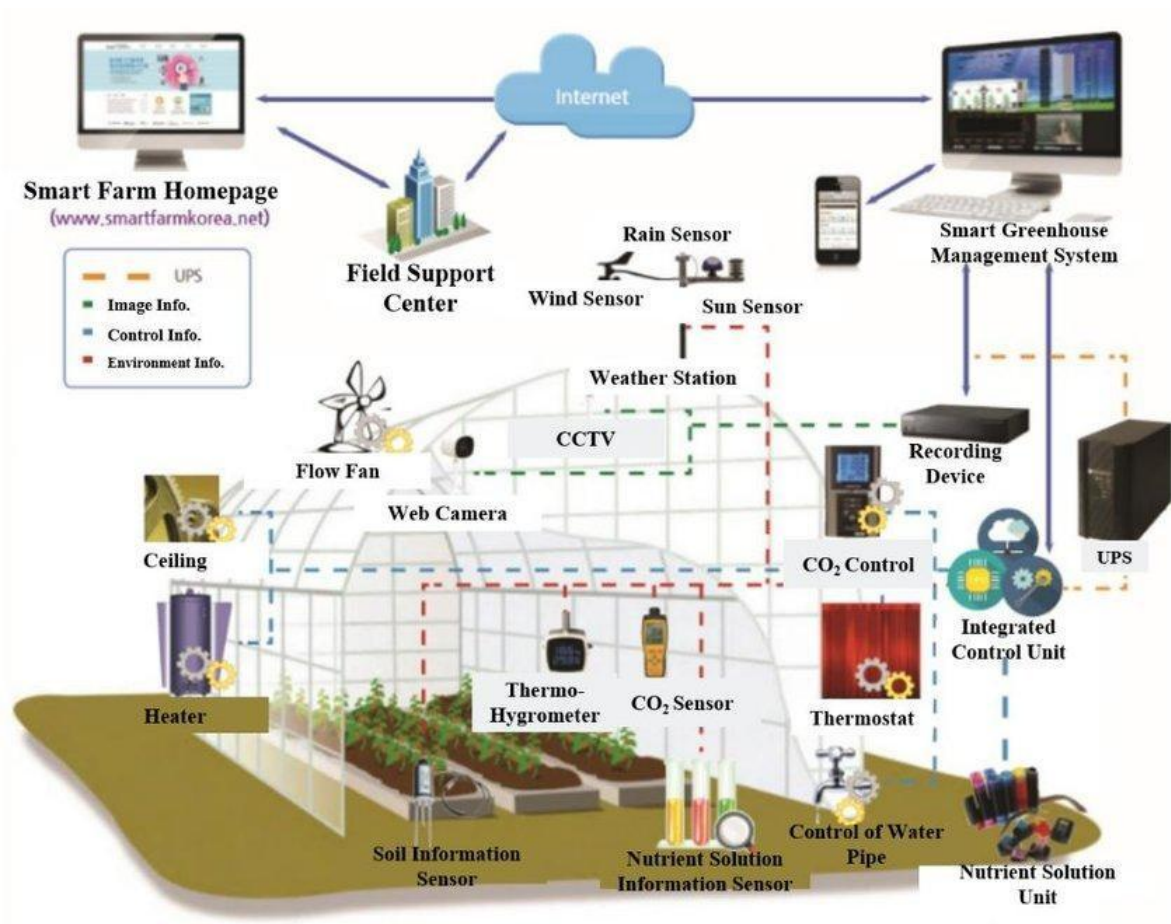 Internet
Smart Farm Homepage
(www.smartfarmkorea.net)
Field Support
Center
Smart Greenhouse
Management System
Rain Sensor
Wind Sensor
Sun Sensor
Weather Station
UPS
Image Info.
Control Info.
Environment Info.
Flow Fan
CCTV
Web Camera
Recording
Device
UPS
Ceiling
CO₂ Control
Integrated
Control Unit
Heater
Thermo-
Hygrometer
CO₂ Sensor
Thermostat
Soil Information
Sensor
Nutrient Solution
Information Sensor
Control of Water
Pipe
Nutrient Solution
Unit